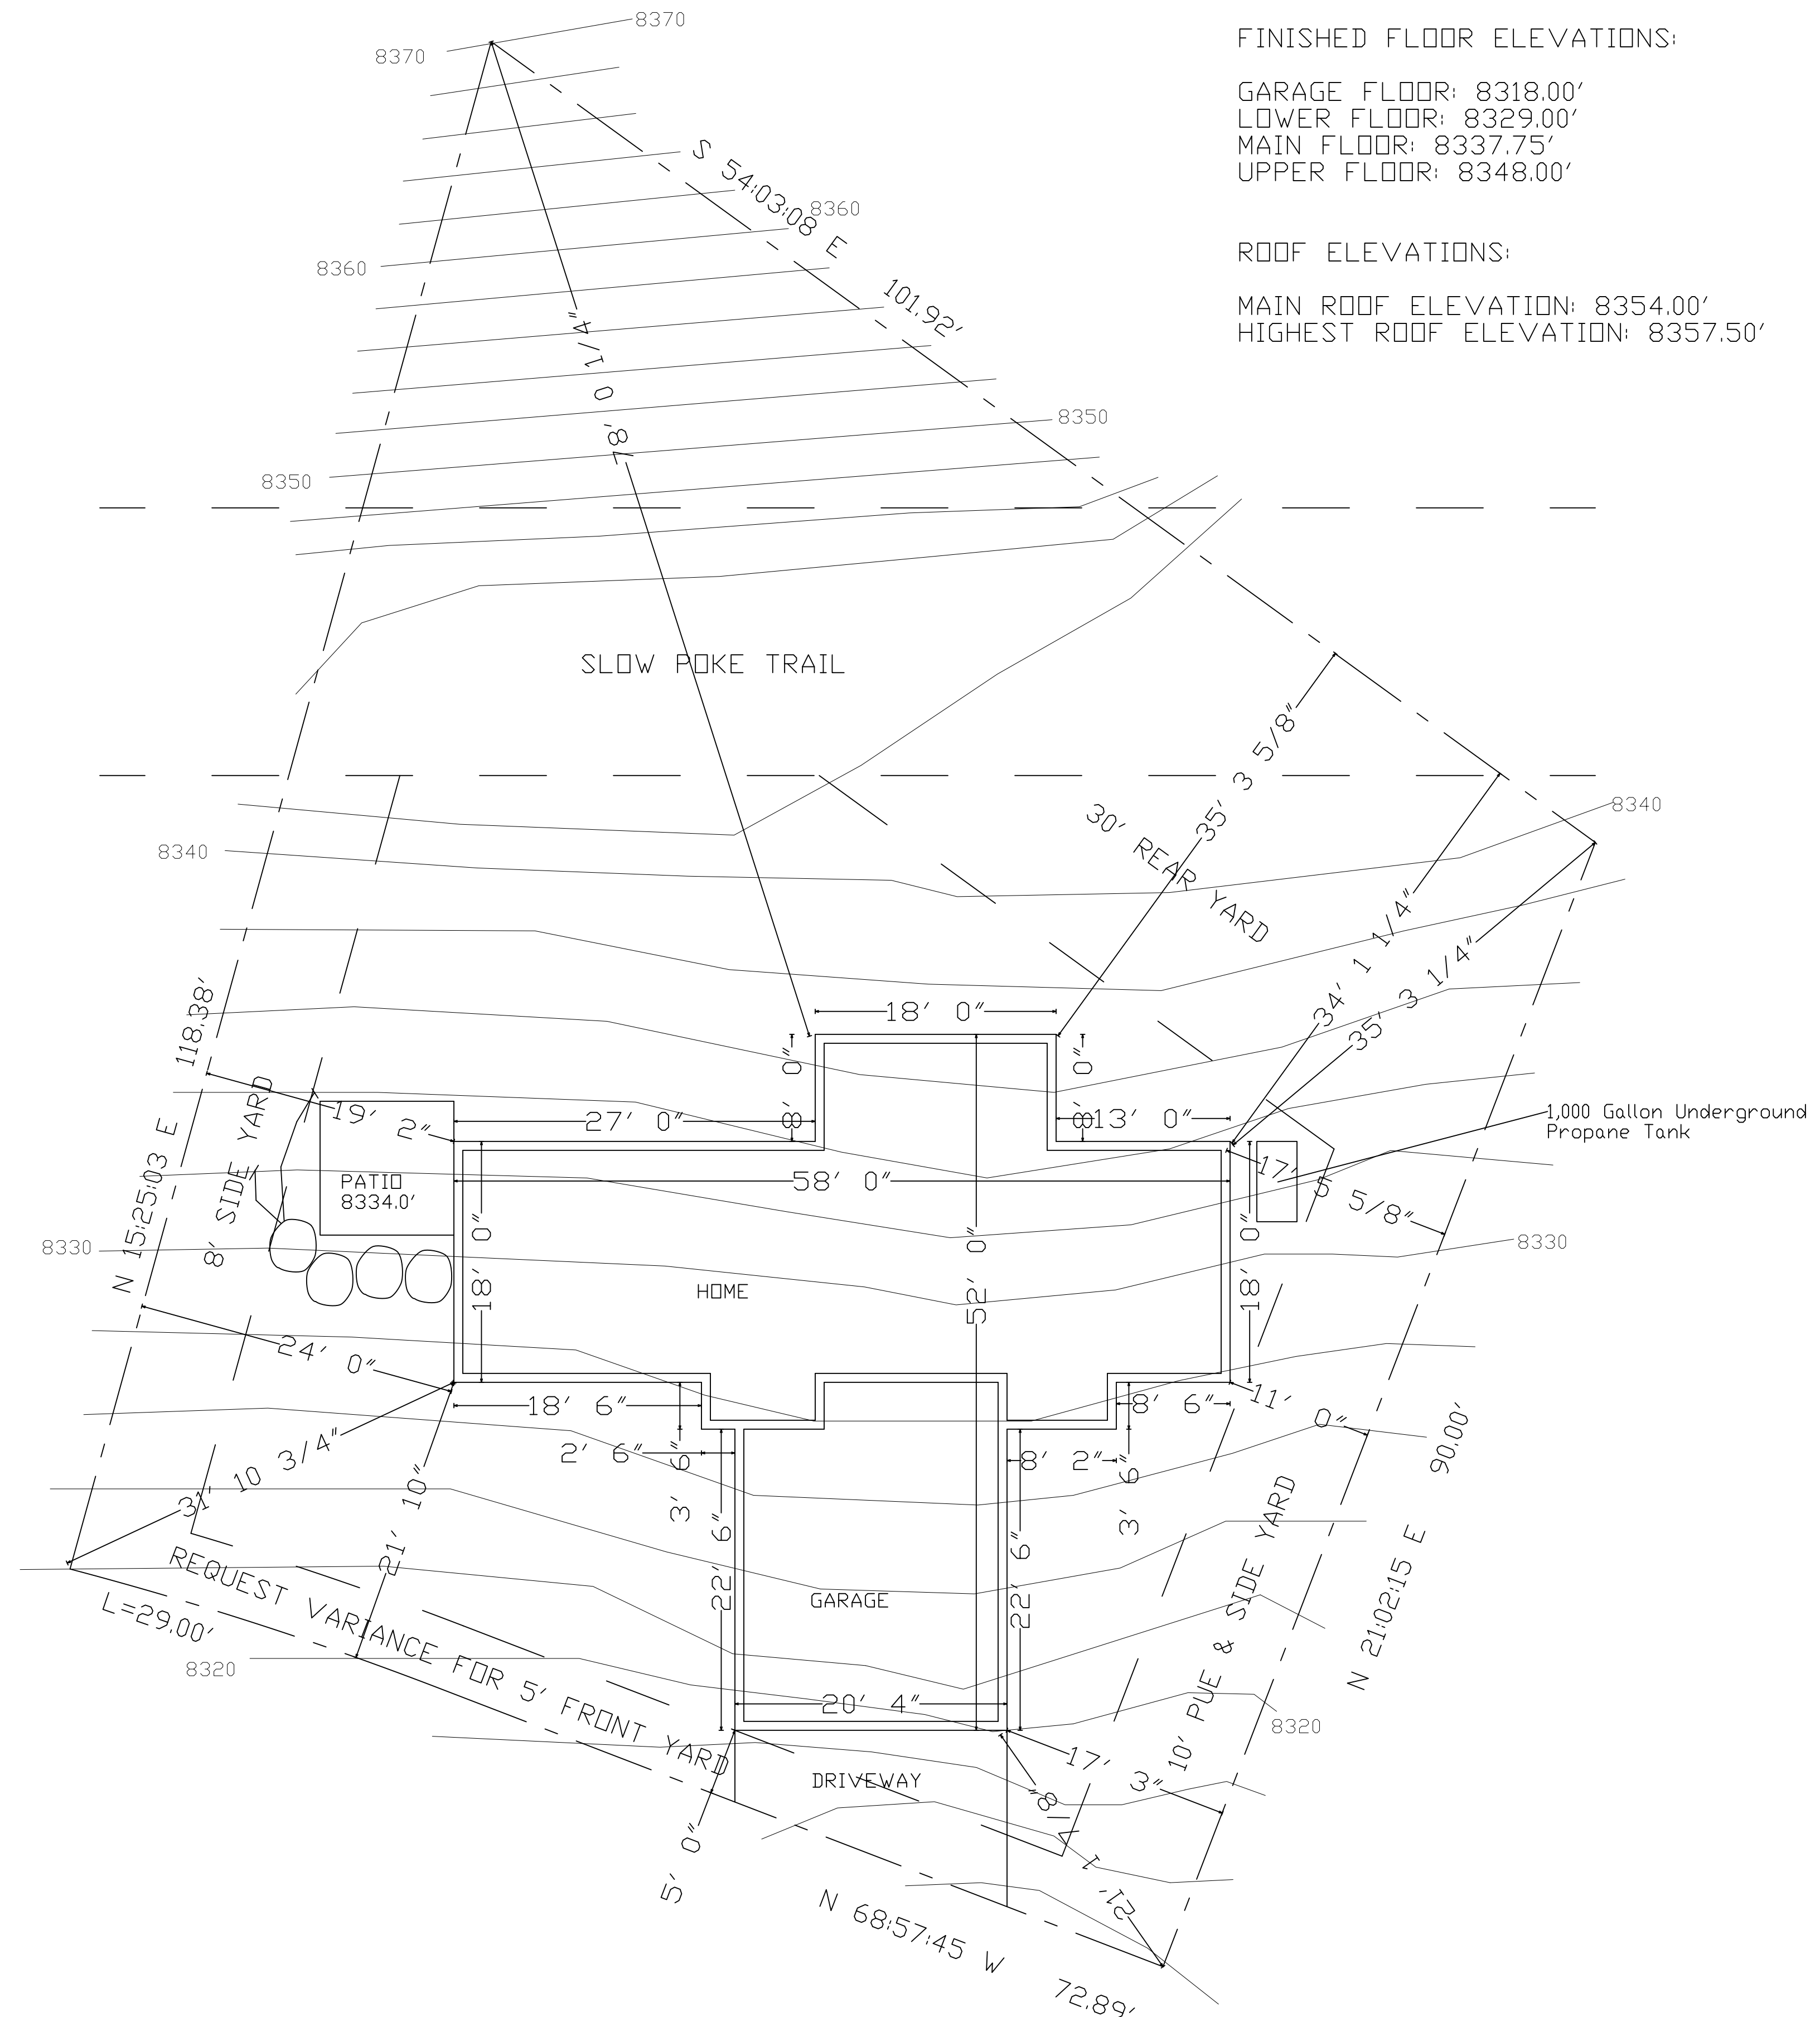 8370
8370
FINISHED FLOOR ELEVATIONS:
GARAGE FLOOR: 8318.00'
LOWER FLOOR: 8329.00'
MAIN FLOOR: 8337.75'
UPPER FLOOR: 8348.00'
ROOF ELEVATIONS:
MAIN ROOF ELEVATION: 8354.00'
HIGHEST ROOF ELEVATION: 8357.50'
S 54:03:08 E 101.92'
8360
8360
78' 0 1/4"
8350
8350
SLOW POKE TRAIL
35' 3 5/8"
30' REAR YARD
8340
8340
34' 1 1/4"
35' 3 1/4"
N 15:25:03 E 118.38'
8' SIDE YARD
18' 0"
8' 0"
8' 0"
19' 2"
27' 0"
13' 0"
1,000 Gallon Underground
Propane Tank
PATIO
8334.0'
58' 0"
17' 5 5/8"
18' 0"
52' 0"
18' 0"
8330
8330
HOME
24' 0"
18' 6"
8' 6"
11' 0"
31' 10 3/4"
21' 10"
2' 6"
3' 6"
8' 2"
3' 6"
22' 6"
22' 6"
N 21:02:15 E 90.00'
10' PUE & SIDE YARD
REQUEST VARIANCE FOR 5' FRONT YARD
L=29.00'
GARAGE
8320
20' 4"
8320
DRIVEWAY
17' 3"
5' 0"
21' 1 1/8"
N 68:57:45 W 72.89'